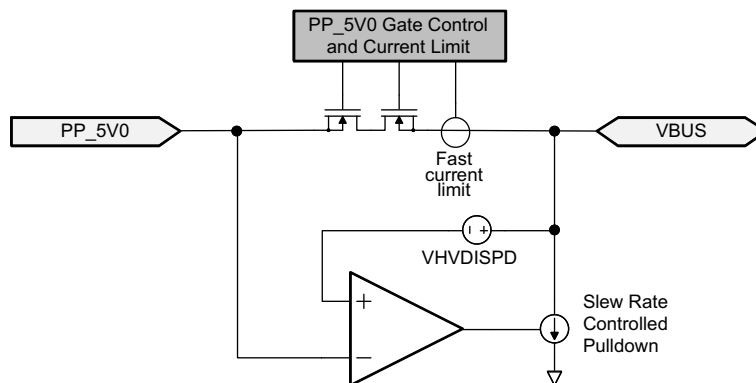 PP_5V0 Gate Control
and Current Limit
PP_5V0
VBUS
Fast
current
limit
VHVDISPD
Slew Rate
Controlled
Pulldown